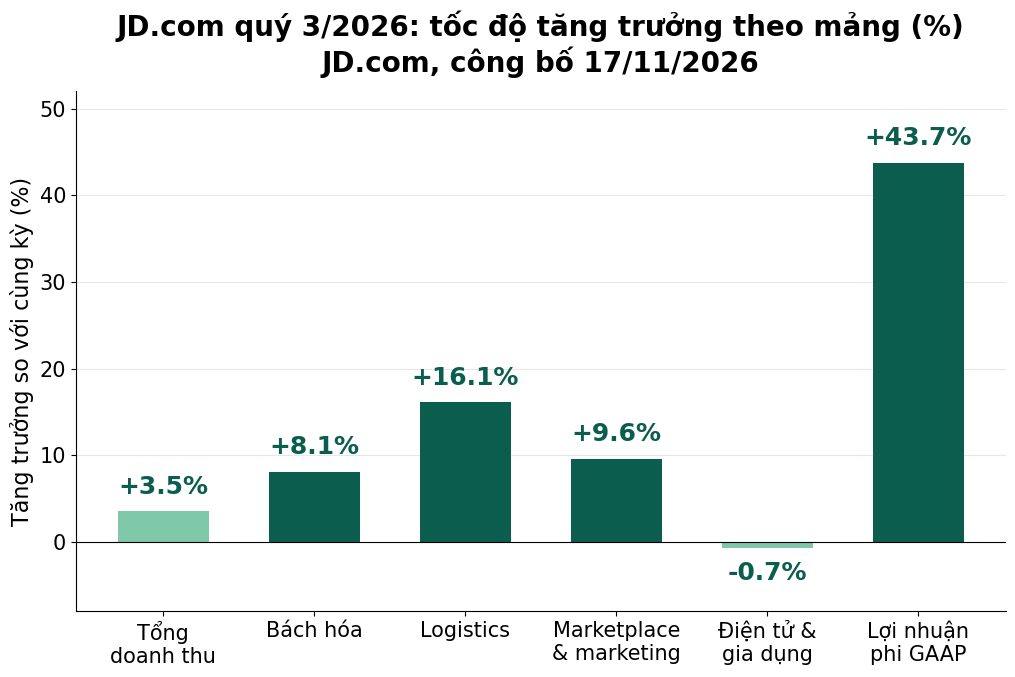 JD.com quý 3/2026: tốc độ tăng trưởng theo mảng (%)
JD.com, công bố 17/11/2026
Tăng trưởng so với cùng kỳ (%)
50
40
30
20
10
0
+3.5%
+8.1%
+16.1%
+9.6%
-0.7%
+43.7%
Tổng
doanh thu
Bách hóa
Logistics
Marketplace
& marketing
Điện tử &
gia dụng
Lợi nhuận
phi GAAP